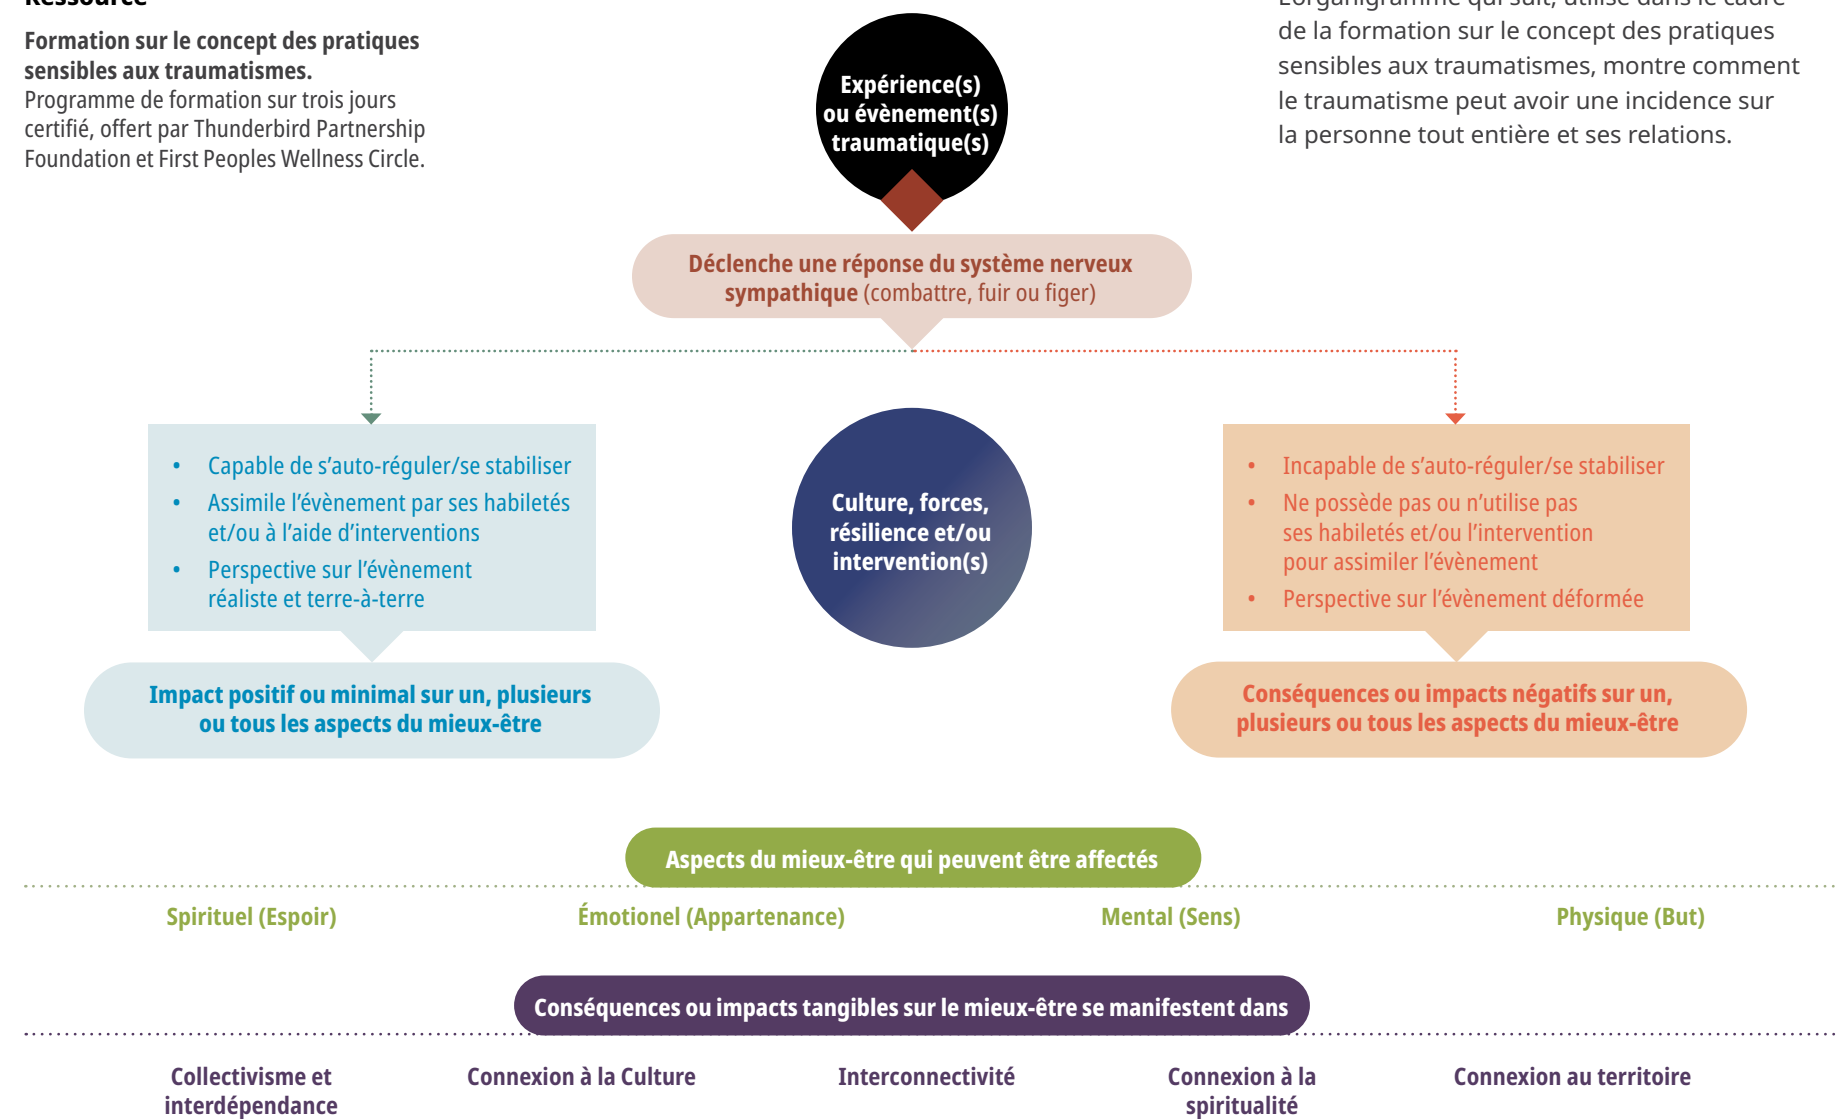 Ressource
Formation sur le concept des pratiques
sensibles aux traumatismes.
Programme de formation sur trois jours
certifié, offert par Thunderbird Partnership
Foundation et First Peoples Wellness Circle.
L'organigramme qui suit, utilisé dans le cadre
de la formation sur le concept des pratiques
sensibles aux traumatismes, montre comment
le traumatisme peut avoir une incidence sur
la personne tout entière et ses relations.
Expérience(s)
ou évènement(s)
traumatique(s)
Déclenche une réponse du système nerveux
sympathique (combattre, fuir ou figer)
• Capable de s’auto-réguler/se stabiliser
• Assimile l’évènement par ses habiletés
et/ou à l’aide d’interventions
• Perspective sur l’évènement
réaliste et terre-à-terre
Impact positif ou minimal sur un, plusieurs
ou tous les aspects du mieux-être
Culture, forces,
résilience et/ou
intervention(s)
• Incapable de s’auto-réguler/se stabiliser
• Ne possède pas ou n’utilise pas
ses habiletés et/ou l’intervention
pour assimiler l’évènement
• Perspective sur l’évènement déformée
Conséquences ou impacts négatifs sur un,
plusieurs ou tous les aspects du mieux-être
Aspects du mieux-être qui peuvent être affectés
Spirituel (Espoir)
Émotionel (Appartenance)
Mental (Sens)
Physique (But)
Conséquences ou impacts tangibles sur le mieux-être se manifestent dans
Collectivisme et
interdépendance
Connexion à la Culture
Interconnectivité
Connexion à la
spiritualité
Connexion au territoire